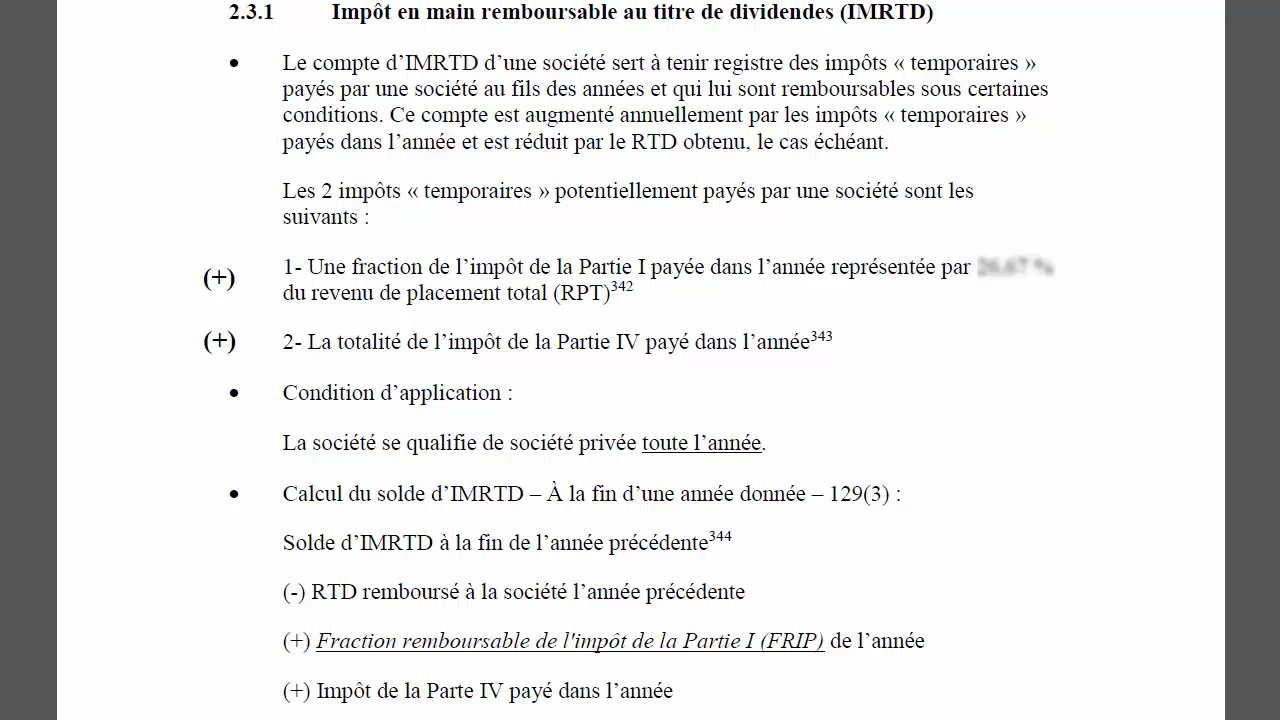 2.3.1 Impôt en main remboursable au titre de dividendes (IMRTD)
• Le compte d’IMRTD d’une société sert à tenir registre des impôts « temporaires »
payés par une société au fils des années et qui lui sont remboursables sous certaines
conditions. Ce compte est augmenté annuellement par les impôts « temporaires »
payés dans l’année et est réduit par le RTD obtenu, le cas échéant.
Les 2 impôts « temporaires » potentiellement payés par une société sont les
suivants :
(+) 1- Une fraction de l’impôt de la Partie I payée dans l’année représentée par
du revenu de placement total (RPT)342
(+) 2- La totalité de l’impôt de la Partie IV payé dans l’année343
• Condition d’application :
La société se qualifie de société privée toute l’année.
• Calcul du solde d’IMRTD – À la fin d’une année donnée – 129(3) :
Solde d’IMRTD à la fin de l’année précédente344
(-) RTD remboursé à la société l’année précédente
(+) Fraction remboursable de l'impôt de la Partie I (FRIP) de l’année
(+) Impôt de la Parte IV payé dans l’année